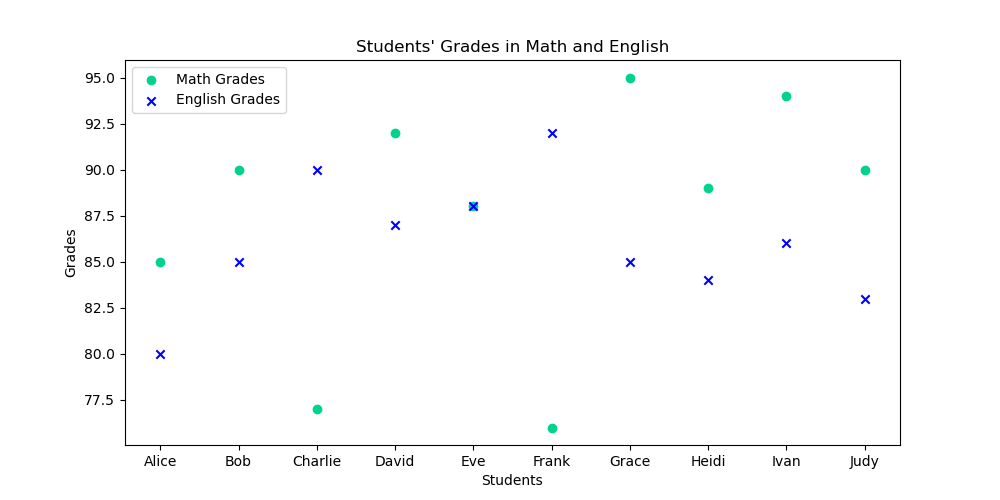 Students' Grades in Math and English
Math Grades
English Grades
95.0
92.5
90.0
87.5
85.0
82.5
80.0
77.5
Grades
Alice Bob Charlie David Eve Frank Grace Heidi Ivan Judy
Students